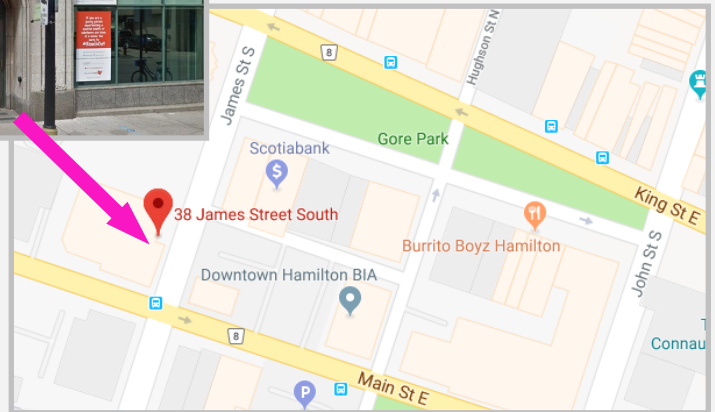 James St S
8
Hughson St N
Gore Park
Scotiabank
$
King St E
38 James Street South
Burrito Boyz Hamilton
John St S
Downtown Hamilton BIA
8
Connau
Main St E
P